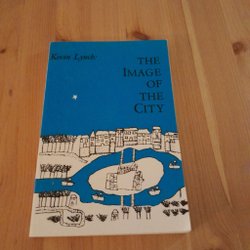 Kevin Lynch
THE
IMAGE
OF
THE
CITY